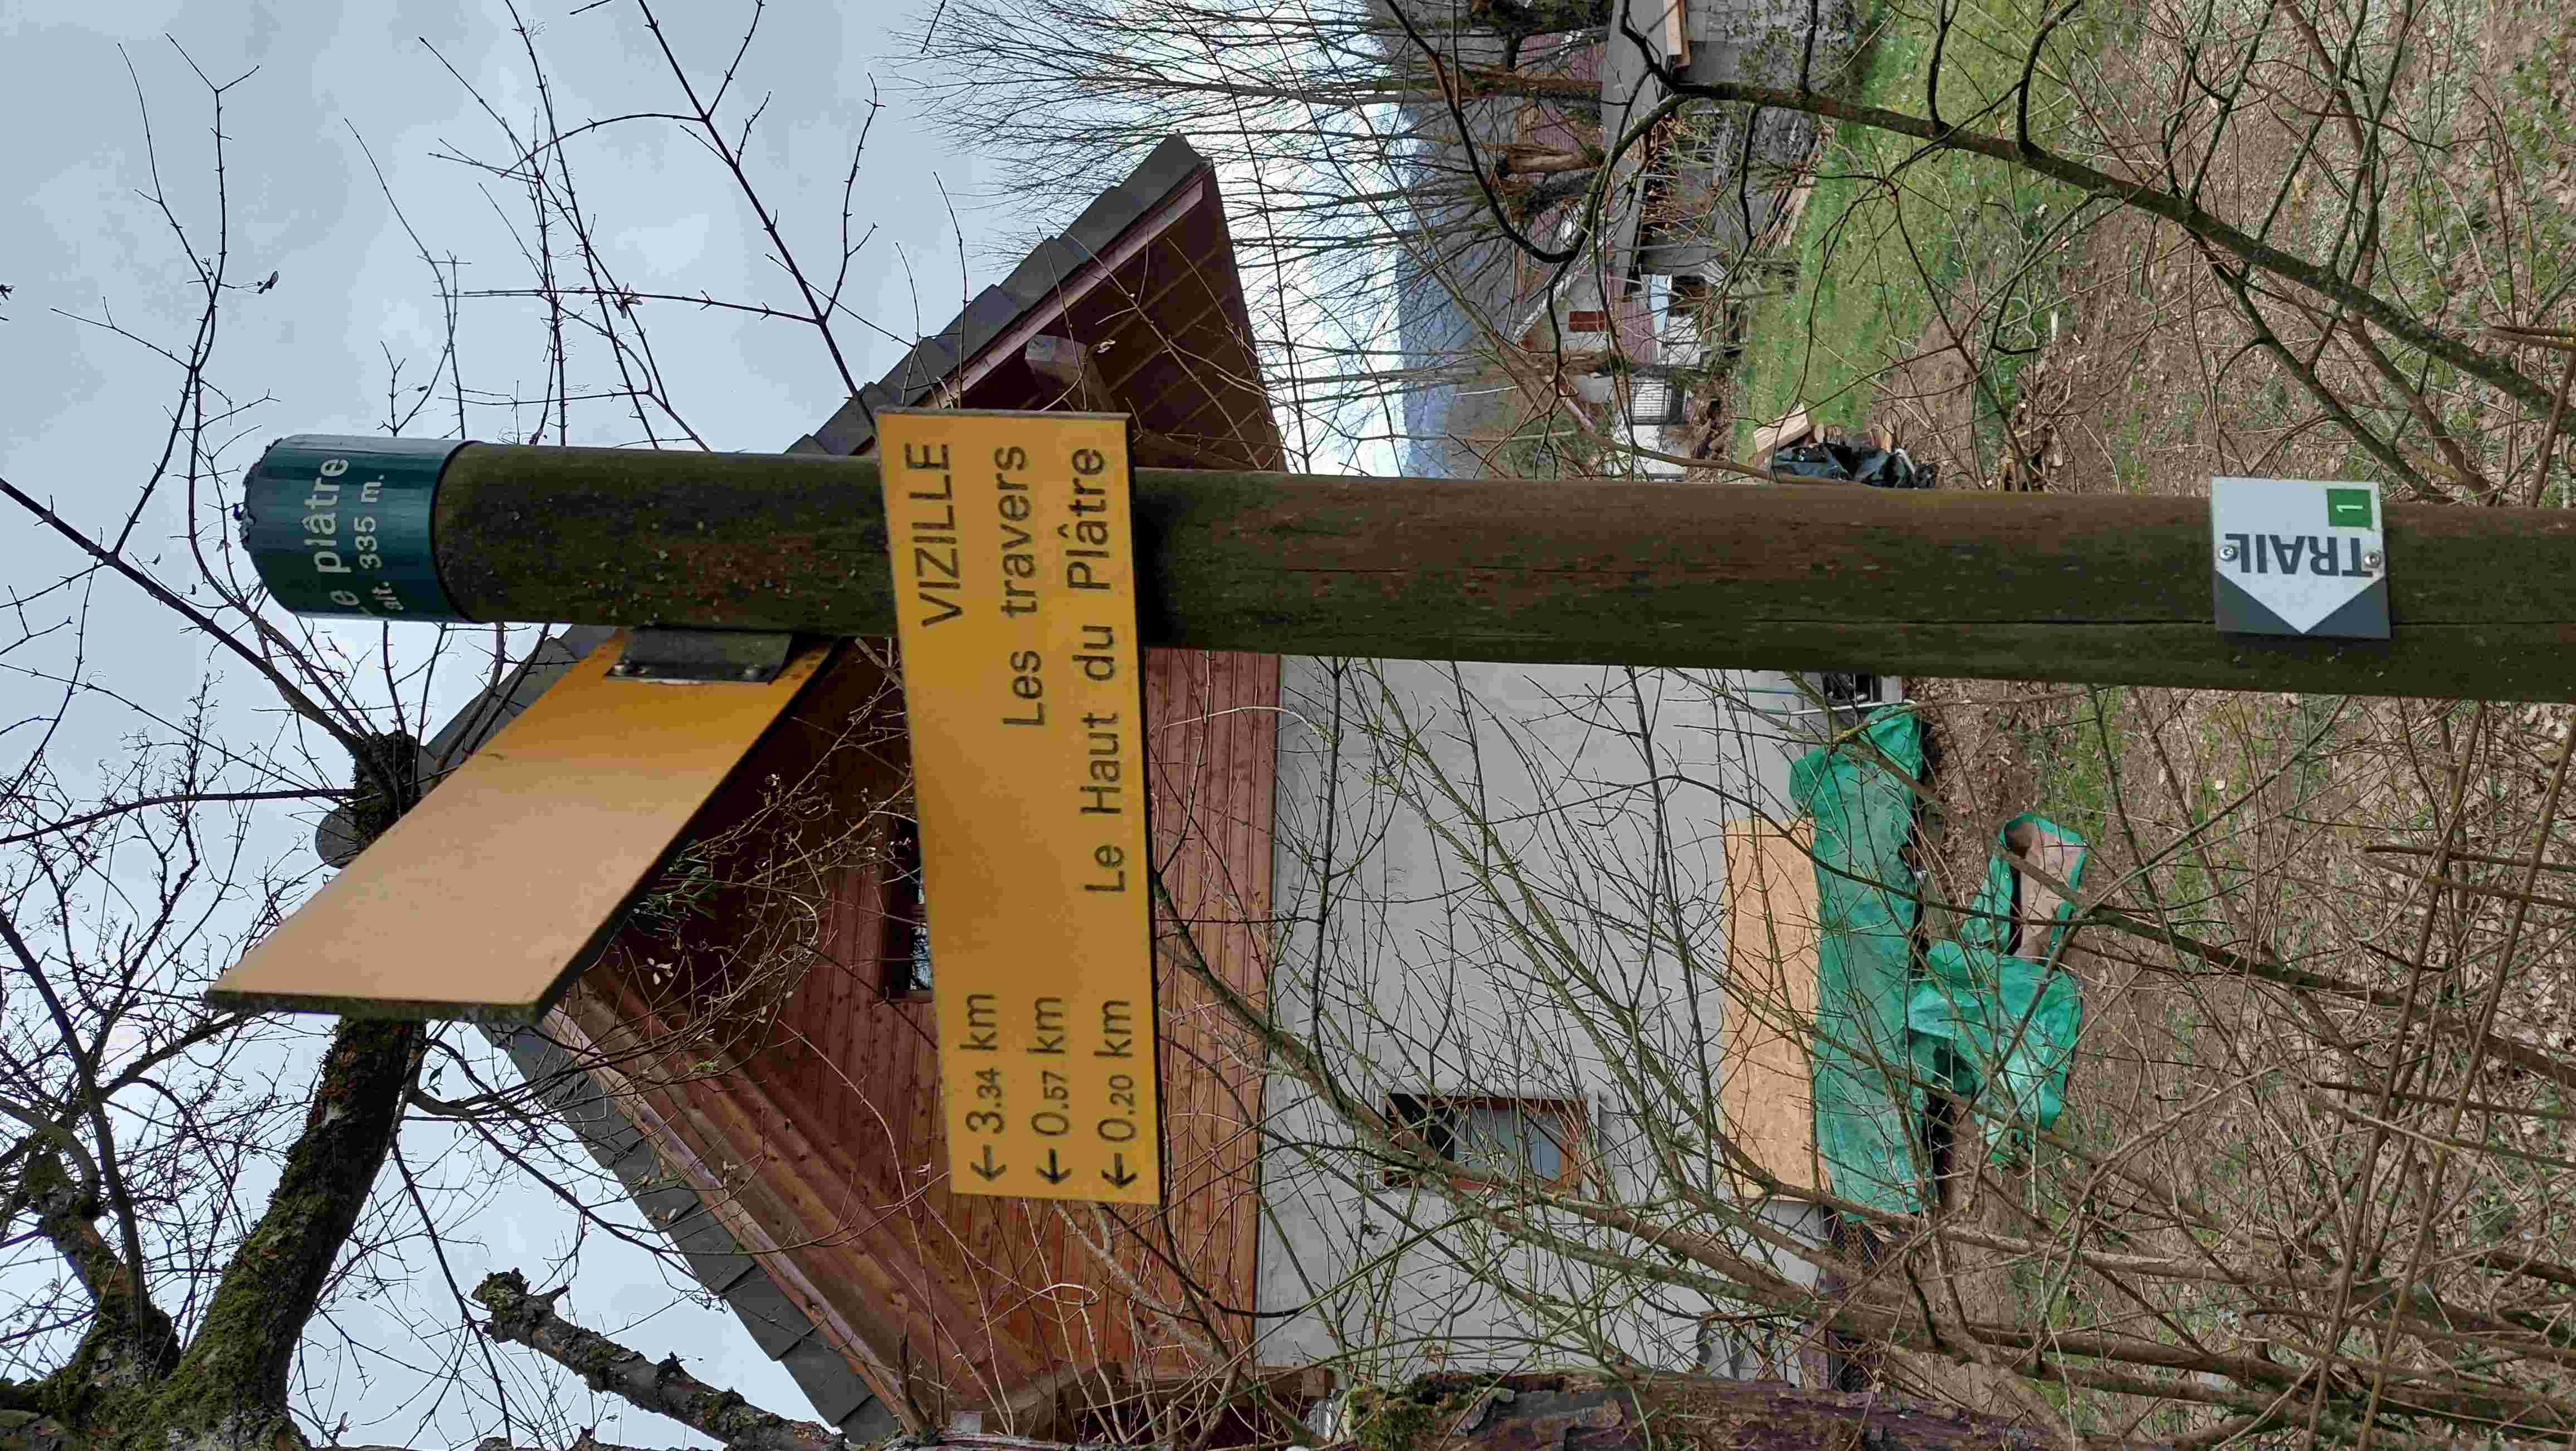 Le plâtre
alt. 335 m.
VIZILLE
← 3.34 km
Les travers
← 0.57 km
Le Haut du Plâtre
← 0.20 km
TRAIL
1